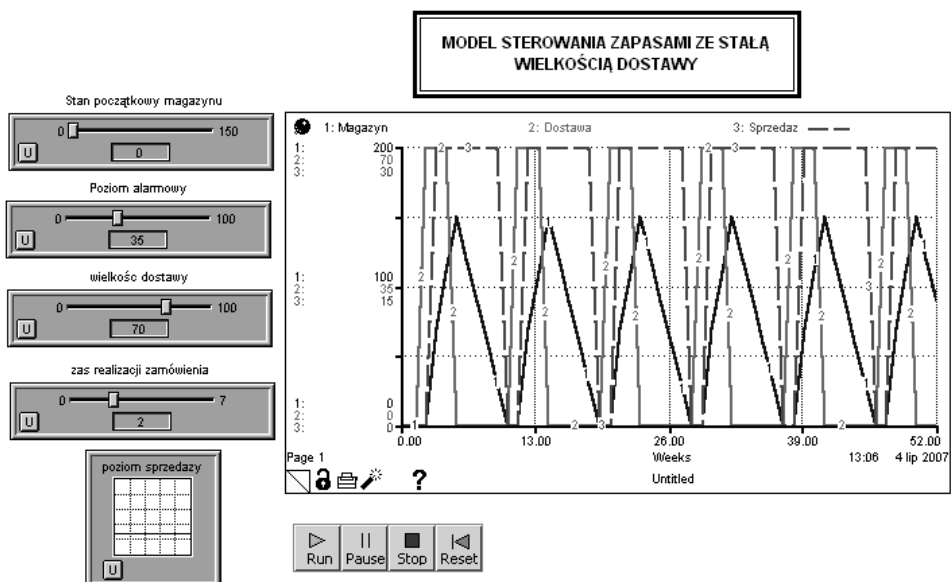 MODEL STEROWANIA ZAPASAMI ZE STAŁĄ
WIELKOŚCIĄ DOSTAWY
Stan początkowy magazynu
0 150
U 0
Poziom alarmowy
0 100
U 35
wielkośc dostawy
0 100
U 70
zas realizacji zamówienia
0 7
U 2
poziom sprzedazy
U
1: Magazyn 2: Dostawa 3: Sprzedaz
1: 200
2: 70
3: 30
1: 100
2: 35
3: 15
1: 0
2: 0
3: 0
0.00 13.00 26.00 39.00 52.00
Page 1 Weeks 13:06 4 lip 2007
? Untitled
Run Pause Stop Reset